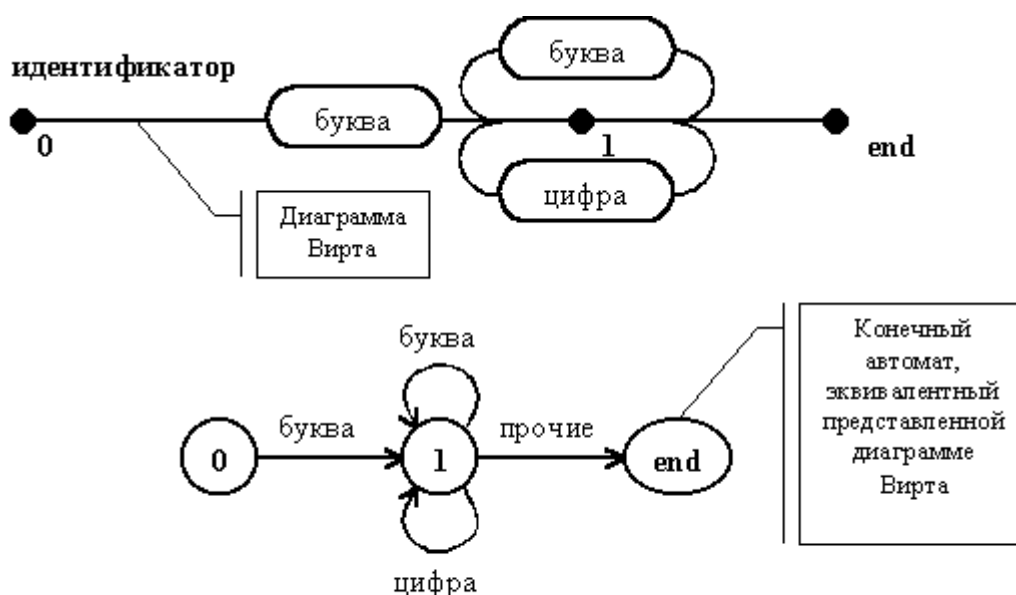 буква
идентификатор
буква
0
1
end
цифра
Диаграмма
Вирта
буква
Конечный
автомат,
эквивалентный
представленной
диаграмме
Вирта
буква
прочие
0
1
end
цифра